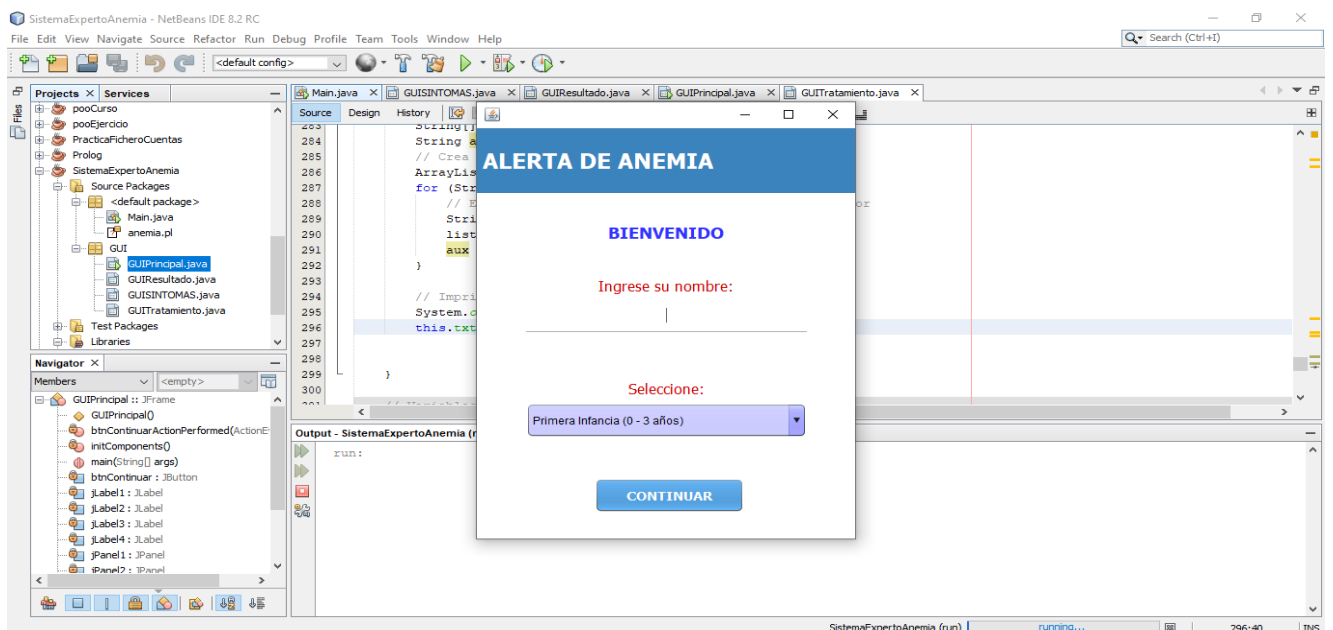 SistemaExpertoAnemia - NetBeans IDE 8.2 RC
File Edit View Navigate Source Refactor Run Debug Profile Team Tools Window Help
Search (Ctrl+I)
<default config>
Files
Projects Services
pooCurso
pooEjercicio
PracticaFicheroCuentas
Prolog
SistemaExpertoAnemia
Source Packages
<default package>
Main.java
anemia.pl
GUI
GUIPrincipal.java
GUIResultado.java
GUISINTOMAS.java
GUITratamiento.java
Test Packages
Libraries
Navigator
Members <empty>
GUIPrincipal :: JFrame
GUIPrincipal()
btnContinuarActionPerformed(ActionE
initComponents()
main(String[] args)
btnContinuar : JButton
jLabel1 : JLabel
jLabel2 : JLabel
jLabel3 : JLabel
jLabel4 : JLabel
jPanel1 : JPanel
jPanel2 : JPanel
Main.java GUISINTOMAS.java GUIResultado.java GUIPrincipal.java GUITratamiento.java
Source Design History
283 String[]
284 String a
285 // Crea
286 ArrayLis
287 for (Str
288 // E or
289 Stri
290 list
291 aux
292 }
293
294 // Impri
295 System.o
296 this.txt
297
298
299 }
300
301 // Variables
ALERTA DE ANEMIA
BIENVENIDO
Ingrese su nombre:
Seleccione:
Primera Infancia (0 - 3 años)
CONTINUAR
Output - SistemaExpertoAnemia (r
run:
SistemaExpertoAnemia (run) running... 296:40 INS